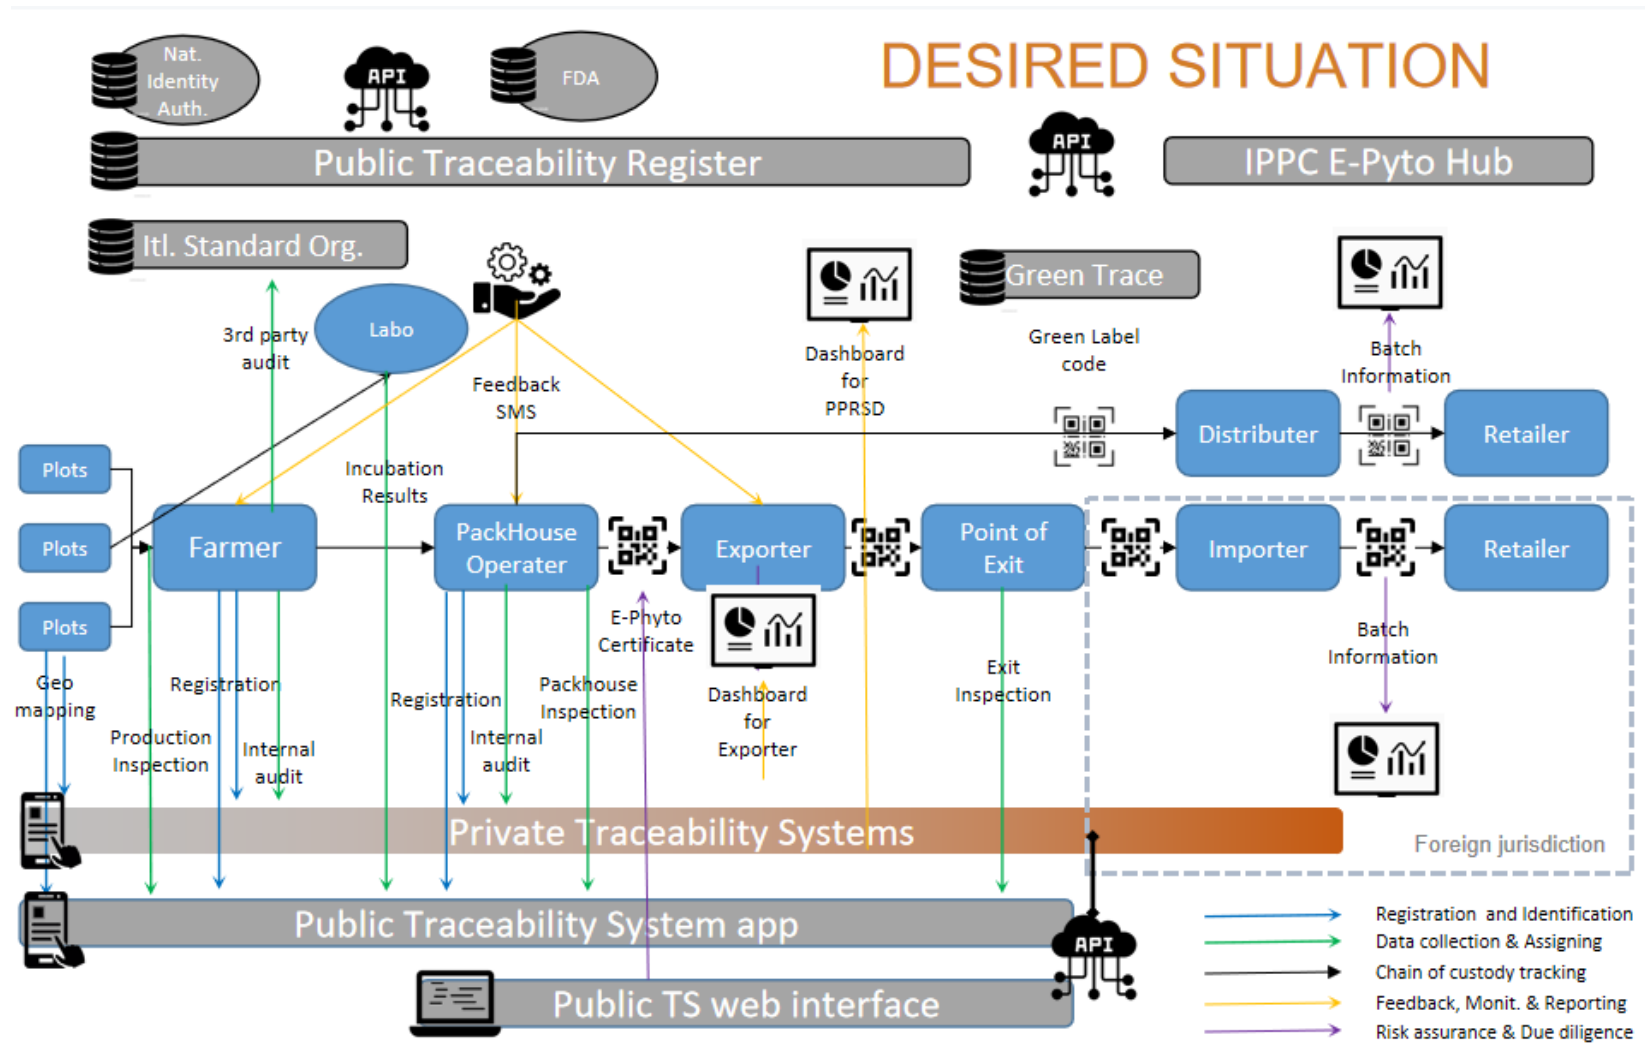 DESIRED SITUATION
Nat.
Identity
Auth.
API
FDA
API
Public Traceability Register
IPPC E-Pyto Hub
Itl. Standard Org.
Green Trace
3rd party
audit
Labo
Feedback
SMS
Dashboard
for
PPRSD
Green Label
code
Batch
Information
Distributer
Retailer
Incubation
Results
Plots
Plots
Plots
Farmer
PackHouse
Operater
Exporter
Point of
Exit
Importer
Retailer
E-Phyto
Certificate
Batch
Information
Geo
mapping
Registration
Registration
Packhouse
Inspection
Dashboard
for
Exporter
Exit
Inspection
Production
Inspection
Internal
audit
Internal
audit
Private Traceability Systems
Foreign jurisdiction
Public Traceability System app
API
Public TS web interface
Registration and Identification
Data collection & Assigning
Chain of custody tracking
Feedback, Monit. & Reporting
Risk assurance & Due diligence